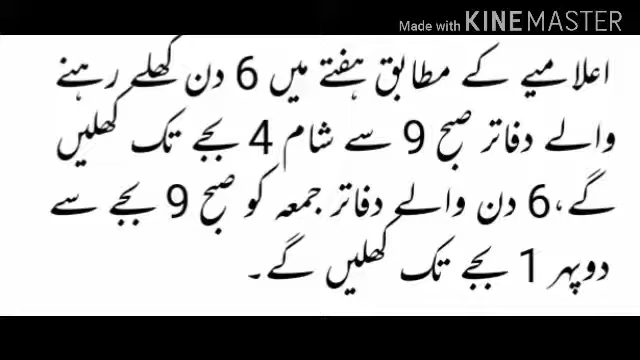 Made with KINEMASTER
اعلامیے کے مطابق ہفتے میں 6 دن کھلے رہنے
والے دفاتر صبح 9 سے شام 4 بجے تک کھلیں
گے، 6 دن والے دفاتر جمعہ کو صبح 9 بجے سے
دوپہر 1 بجے تک کھلیں گے۔